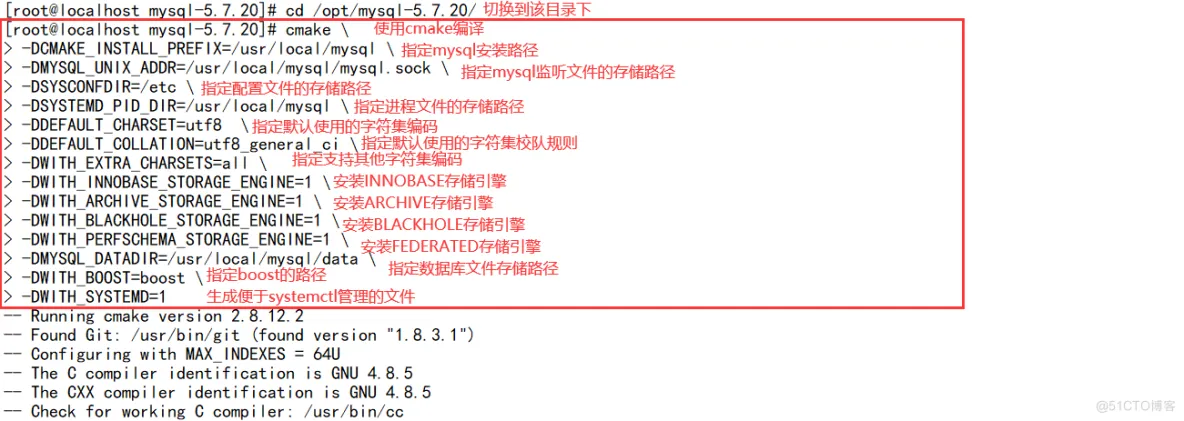 [root@localhost mysql-5.7.20]# cd /opt/mysql-5.7.20/ 切换到该目录下
[root@localhost mysql-5.7.20]# cmake \ 使用cmake编译
> -DCMAKE_INSTALL_PREFIX=/usr/local/mysql \ 指定mysql安装路径
> -DMYSQL_UNIX_ADDR=/usr/local/mysql/mysql.sock \ 指定mysql监听文件的存储路径
> -DSYSCONFDIR=/etc \ 指定配置文件的存储路径
> -DSYSTEMD_PID_DIR=/usr/local/mysql \ 指定进程文件的存储路径
> -DDEFAULT_CHARSET=utf8 \ 指定默认使用的字符集编码
> -DDEFAULT_COLLATION=utf8_general_ci \ 指定默认使用的字符集校队规则
> -DWITH_EXTRA_CHARSETS=all \ 指定支持其他字符集编码
> -DWITH_INNOBASE_STORAGE_ENGINE=1 \ 安装INNOBASE存储引擎
> -DWITH_ARCHIVE_STORAGE_ENGINE=1 \ 安装ARCHIVE存储引擎
> -DWITH_BLACKHOLE_STORAGE_ENGINE=1 \ 安装BLACKHOLE存储引擎
> -DWITH_PERFSCHEMA_STORAGE_ENGINE=1 \ 安装FEDERATED存储引擎
> -DMYSQL_DATADIR=/usr/local/mysql/data \ 指定数据库文件存储路径
> -DWITH_BOOST=boost \ 指定boost的路径
> -DWITH_SYSTEMD=1 生成便于systemctl管理的文件
-- Running cmake version 2.8.12.2
-- Found Git: /usr/bin/git (found version "1.8.3.1")
-- Configuring with MAX_INDEXES = 64U
-- The C compiler identification is GNU 4.8.5
-- The CXX compiler identification is GNU 4.8.5
-- Check for working C compiler: /usr/bin/cc
@51CTO博客